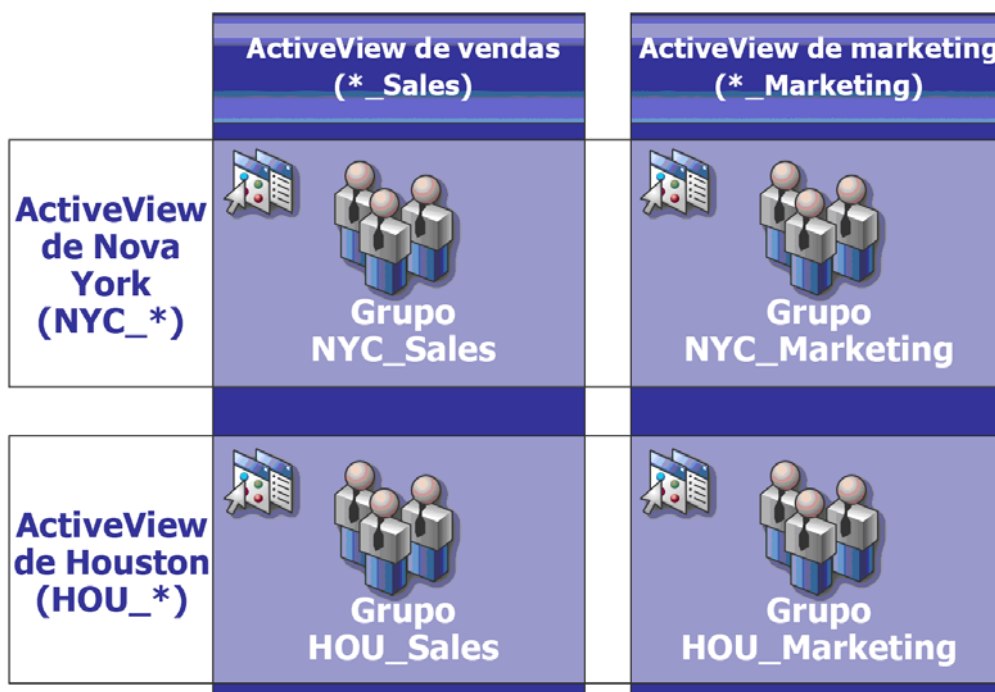 ActiveView de vendas
(*_Sales)
ActiveView de marketing
(*_Marketing)
ActiveView
de Nova
York
(NYC_*)
Grupo
NYC_Sales
Grupo
NYC_Marketing
ActiveView
de Houston
(HOU_*)
Grupo
HOU_Sales
Grupo
HOU_Marketing